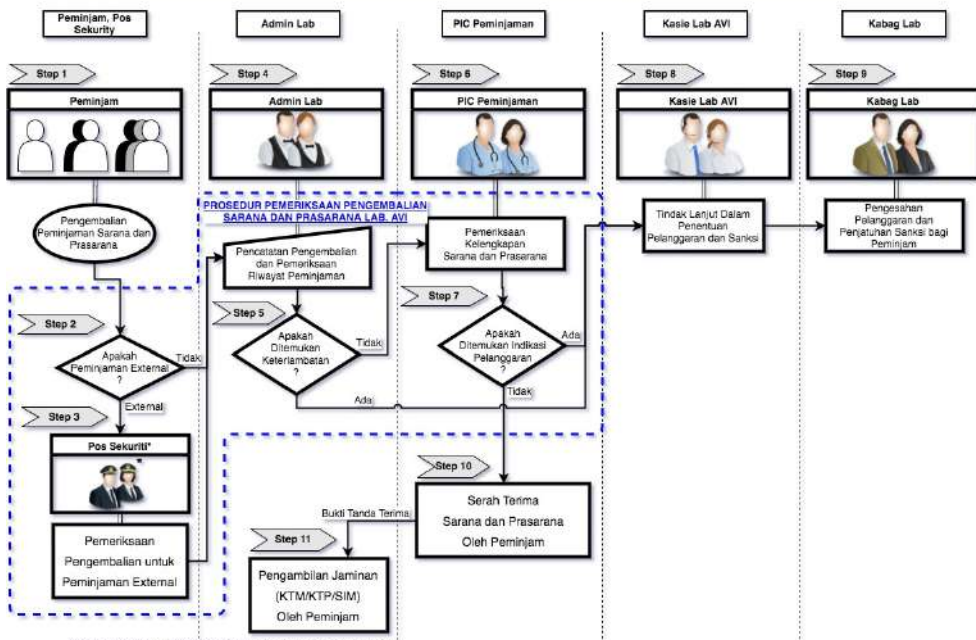 Peminjam, Pos
Sekurity
Admin Lab
PIC Peminjaman
Kasie Lab AVI
Kabag Lab
Step 1
Peminjam
Pengembalian
Peminjaman Sarana dan
Prasarana
Step 2
Apakah
Peminjaman External
?
Tidak
External
Step 3
Pos Sekuriti*
Pemeriksaan
Pengembalian untuk
Peminjaman External
Step 4
Admin Lab
PROSEDUR PEMERIKSAAN PENGEMBALIAN
SARANA DAN PRASARANA LAB. AVI
Pencatatan Pengembalian
dan Pemeriksaan
Riwayat Peminjaman
Step 5
Apakah
Ditemukan
Keterlambatan
?
Tidak
Ada
Step 6
PIC Peminjaman
Pemeriksaan
Kelengkapan
Sarana dan Prasarana
Step 7
Apakah
Ditemukan Indikasi
Pelanggaran
?
Ada
Tidak
Step 8
Kasie Lab AVI
Tindak Lanjut Dalam
Penentuan
Pelanggaran dan Sanksi
Step 9
Kabag Lab
Pengesahan
Pelanggaran dan
Penjatuhan Sanksi bagi
Peminjam
Step 10
Serah Terima
Sarana dan Prasarana
Oleh Peminjam
Bukti Tanda Terima
Step 11
Pengambilan Jaminan
(KTM/KTP/SIM)
Oleh Peminjam